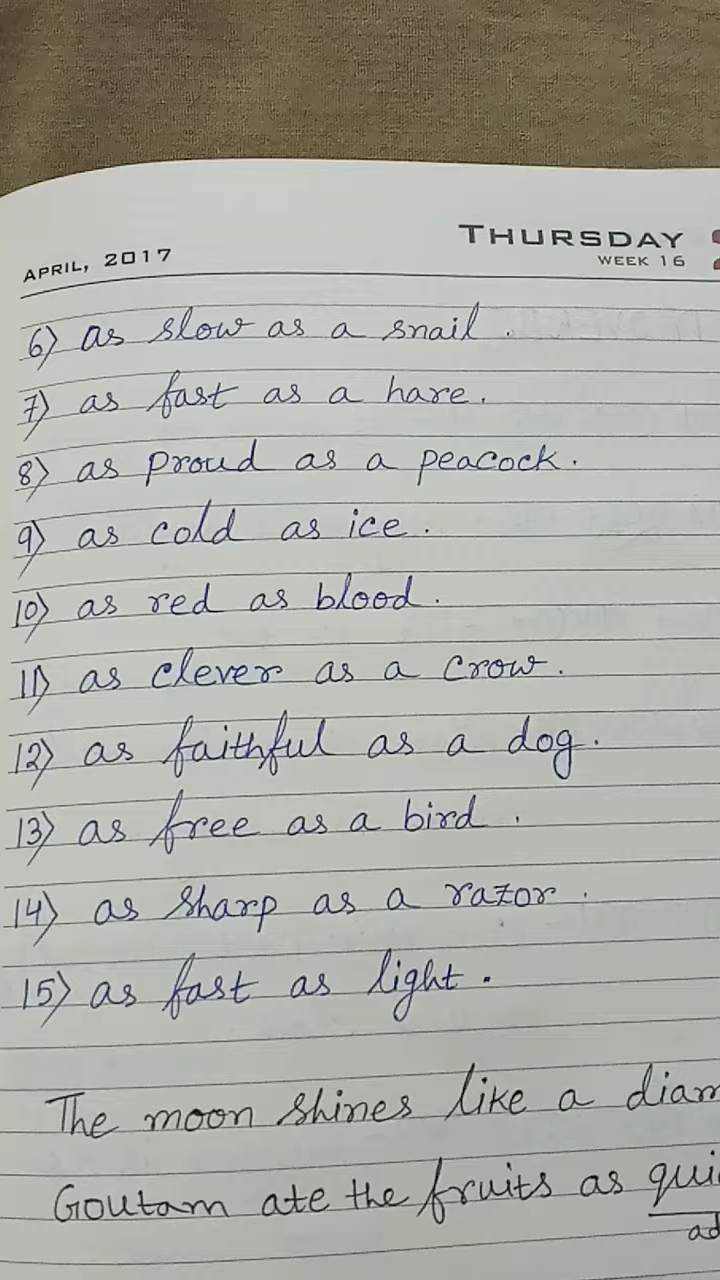 APRIL, 2017
THURSDAY
WEEK 16
6) as slow as a snail.
7) as fast as a hare.
8) as proud as a peacock.
9) as cold as ice.
10) as red as blood.
11) as clever as a crow.
12) as faithful as a dog.
13) as free as a bird.
14) as sharp as a razor.
15) as fast as light.
The moon shines like a
Goutam ate the fruits as